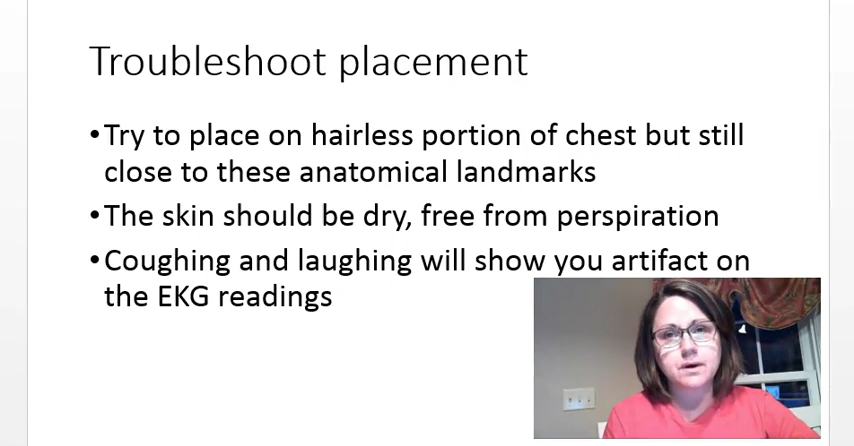 Troubleshoot placement
•Try to place on hairless portion of chest but still
close to these anatomical landmarks
•The skin should be dry, free from perspiration
•Coughing and laughing will show you artifact on
the EKG readings